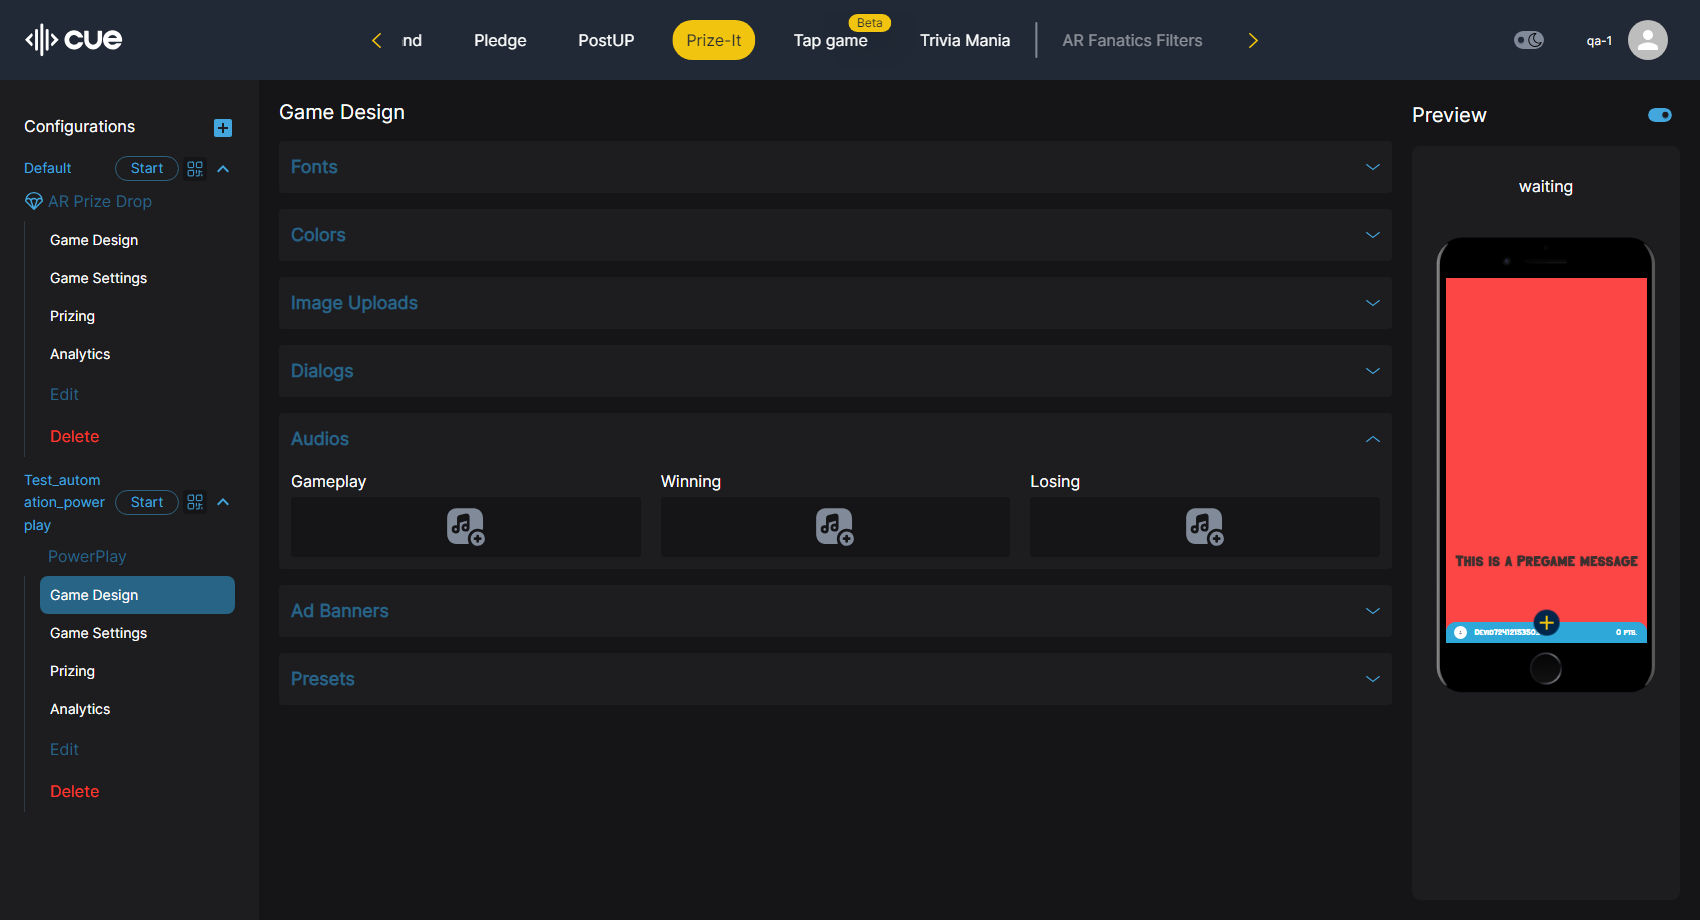 cue
nd
Pledge
PostUP
Prize-It
Beta
Tap game
Trivia Mania
AR Fanatics Filters
qa-1
Configurations
Default
Start
AR Prize Drop
Game Design
Game Settings
Prizing
Analytics
Edit
Delete
Test_autom
ation_power
play
Start
PowerPlay
Game Design
Game Settings
Prizing
Analytics
Edit
Delete
Game Design
Fonts
Colors
Image Uploads
Dialogs
Audios
Gameplay
Winning
Losing
Ad Banners
Presets
Preview
waiting
This is a Pregame message
0 pts.